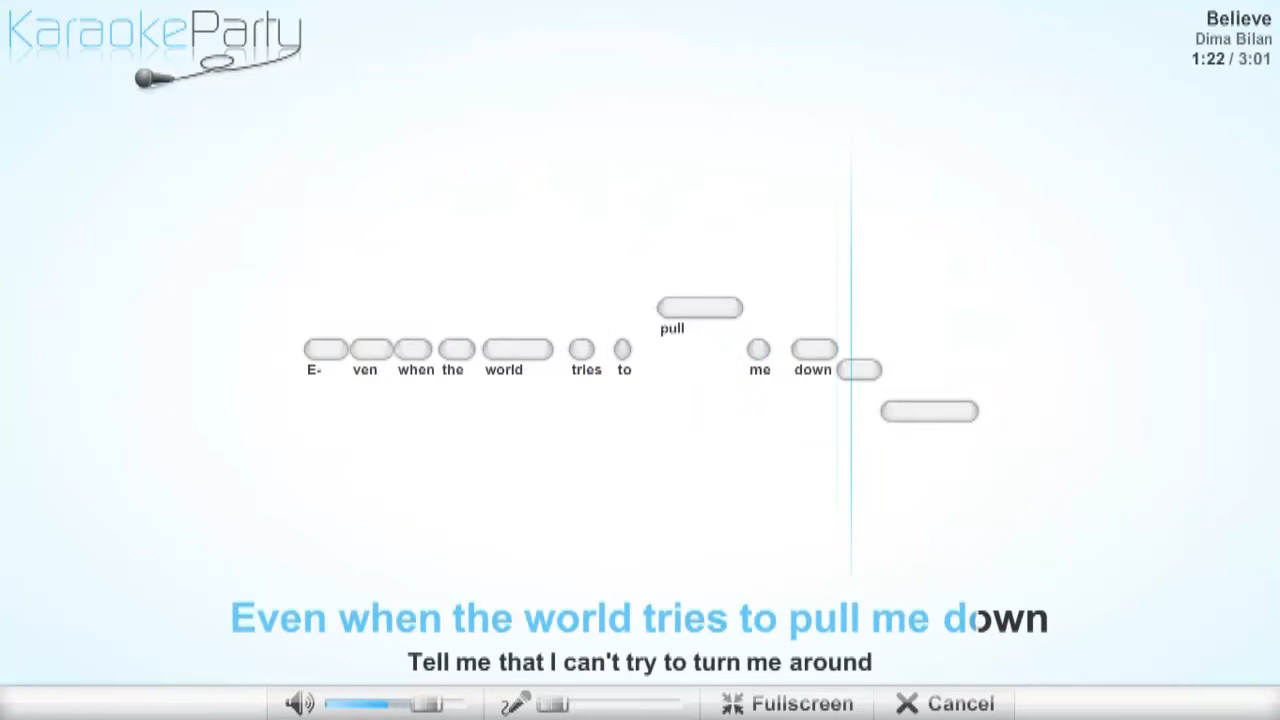 KaraokeParty
Believe
Dima Bilan
1:22 / 3:01
pull
E- ven when the world tries to me down
Even when the world tries to pull me down
Tell me that I can't try to turn me around
Fullscreen Cancel